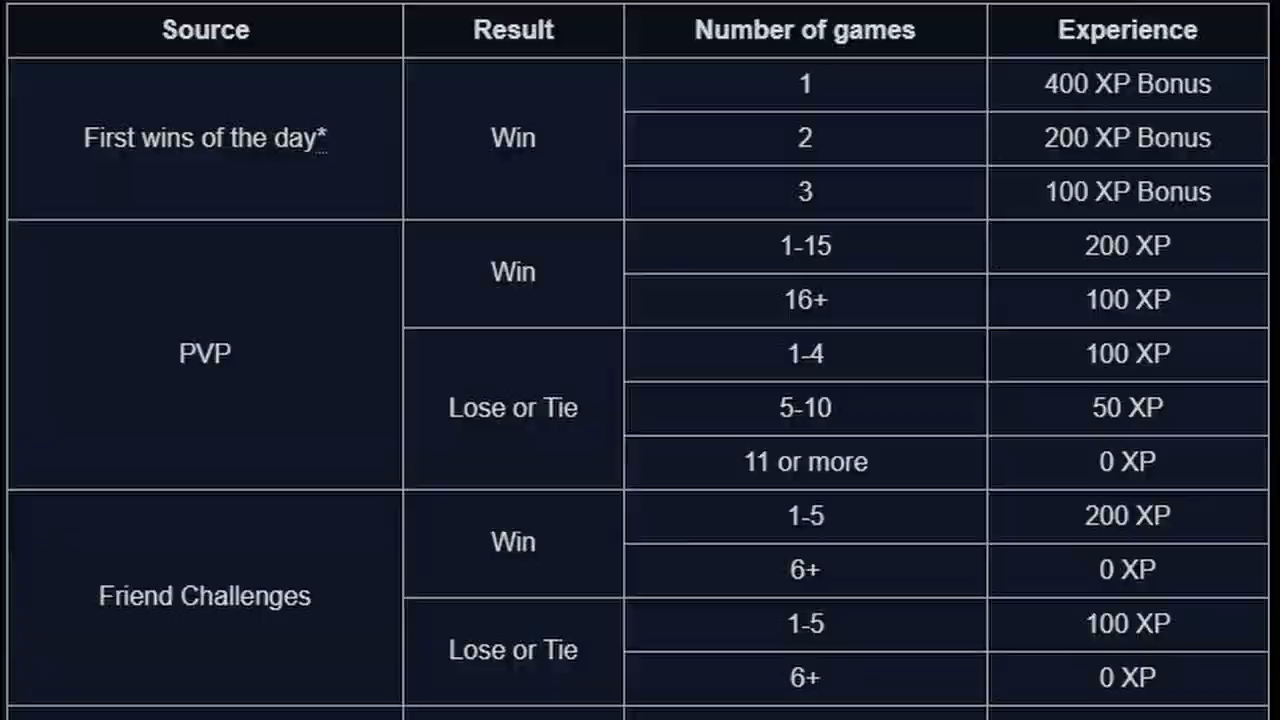 Source Result Number of games Experience
First wins of the day* Win 1 400 XP Bonus
2 200 XP Bonus
3 100 XP Bonus
PVP Win 1-15 200 XP
16+ 100 XP
Lose or Tie 1-4 100 XP
5-10 50 XP
11 or more 0 XP
Friend Challenges Win 1-5 200 XP
6+ 0 XP
Lose or Tie 1-5 100 XP
6+ 0 XP